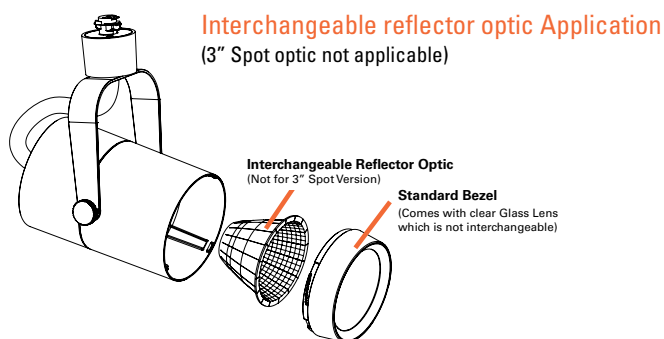 Interchangeable reflector optic Application
(3” Spot optic not applicable)
Interchangeable Reflector Optic
(Not for 3” Spot Version)
Standard Bezel
(Comes with clear Glass Lens
which is not interchangeable)